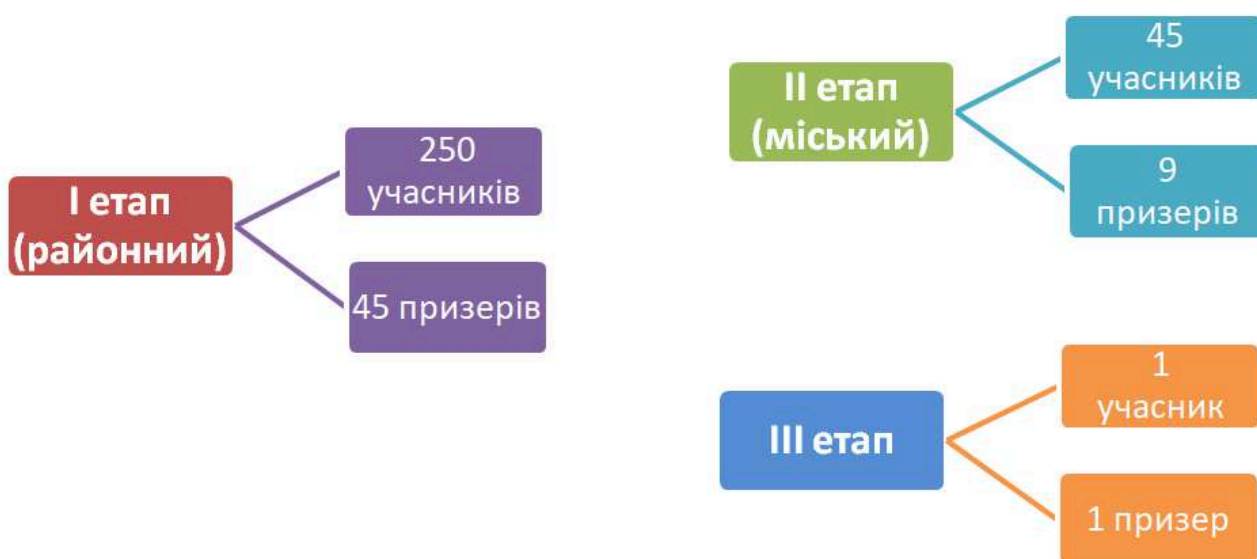 І етап
(районний)
250
учасників
45 призерів
ІІ етап
(міський)
45
учасників
9
призерів
ІІІ етап
1
учасник
1 призер